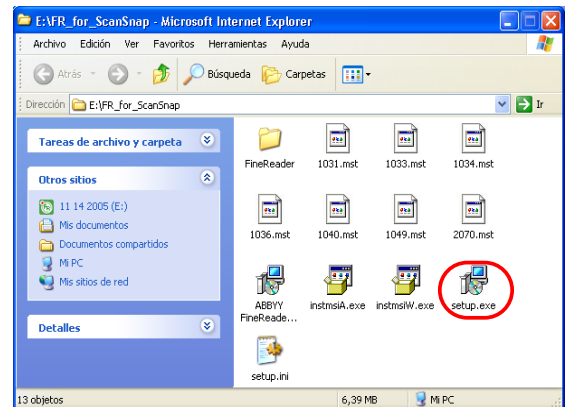 E:\FR_for_ScanSnap - Microsoft Internet Explorer
Archivo Edición Ver Favoritos Herramientas Ayuda
Atrás Búsqueda Carpetas
Dirección E:\FR_for_ScanSnap Ir
Tareas de archivo y carpeta
Otros sitios
11 14 2005 (E:)
Mis documentos
Documentos compartidos
Mi PC
Mis sitios de red
Detalles
FineReader 1031.mst 1033.mst 1034.mst
1036.mst 1040.mst 1049.mst 2070.mst
ABBYY FineReade... instmsiA.exe instmsiW.exe setup.exe
setup.ini
13 objetos 6,39 MB Mi PC